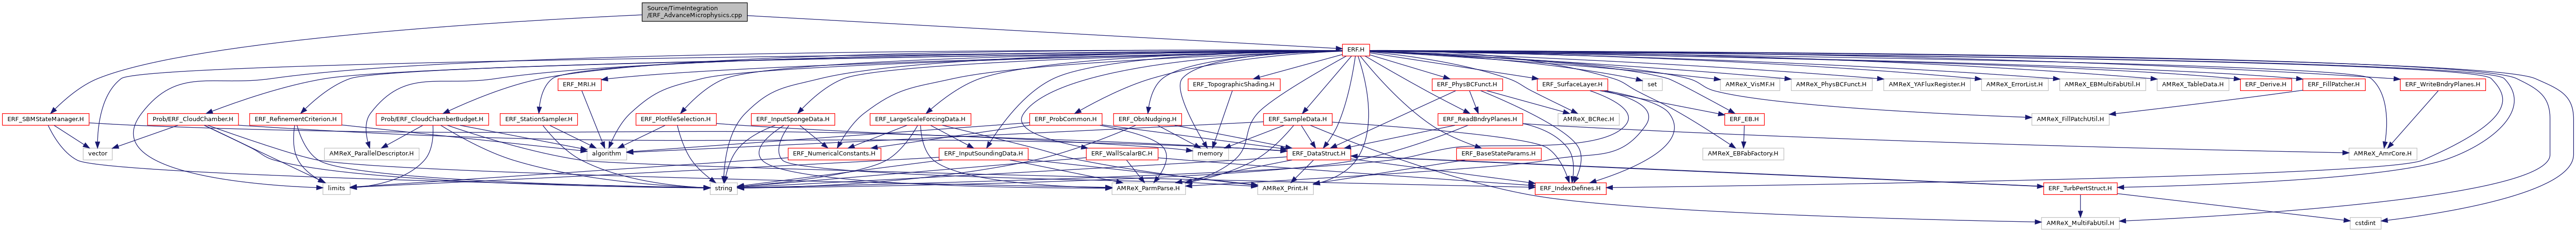 Source/TimeIntegration
/ERF_AdvanceMicrophysics.cpp
ERF.H
ERF_MRI.H
ERF_TopographicShading.H
ERF_PhysBCFunct.H
ERF_SurfaceLayer.H
set
AMReX_VisMF.H
AMReX_PhysBCFunct.H
AMReX_YAFluxRegister.H
AMReX_ErrorList.H
AMReX_EBMultiFabUtil.H
AMReX_TableData.H
ERF_Derive.H
ERF_FillPatcher.H
ERF_WriteBndryPlanes.H
ERF_SBMStateManager.H
Prob/ERF_CloudChamber.H
ERF_RefinementCriterion.H
Prob/ERF_CloudChamberBudget.H
ERF_StationSampler.H
ERF_PlotfileSelection.H
ERF_InputSpongeData.H
ERF_LargeScaleForcingData.H
ERF_ProbCommon.H
ERF_ObsNudging.H
ERF_SampleData.H
ERF_ReadBndryPlanes.H
AMReX_BCRec.H
ERF_EB.H
AMReX_FillPatchUtil.H
vector
AMReX_ParallelDescriptor.H
algorithm
ERF_NumericalConstants.H
ERF_InputSoundingData.H
ERF_WallScalarBC.H
memory
ERF_DataStruct.H
ERF_BaseStateParams.H
AMReX_EBFabFactory.H
AMReX_AmrCore.H
limits
string
AMReX_ParmParse.H
AMReX_Print.H
ERF_IndexDefines.H
ERF_TurbPertStruct.H
AMReX_MultiFabUtil.H
cstdint